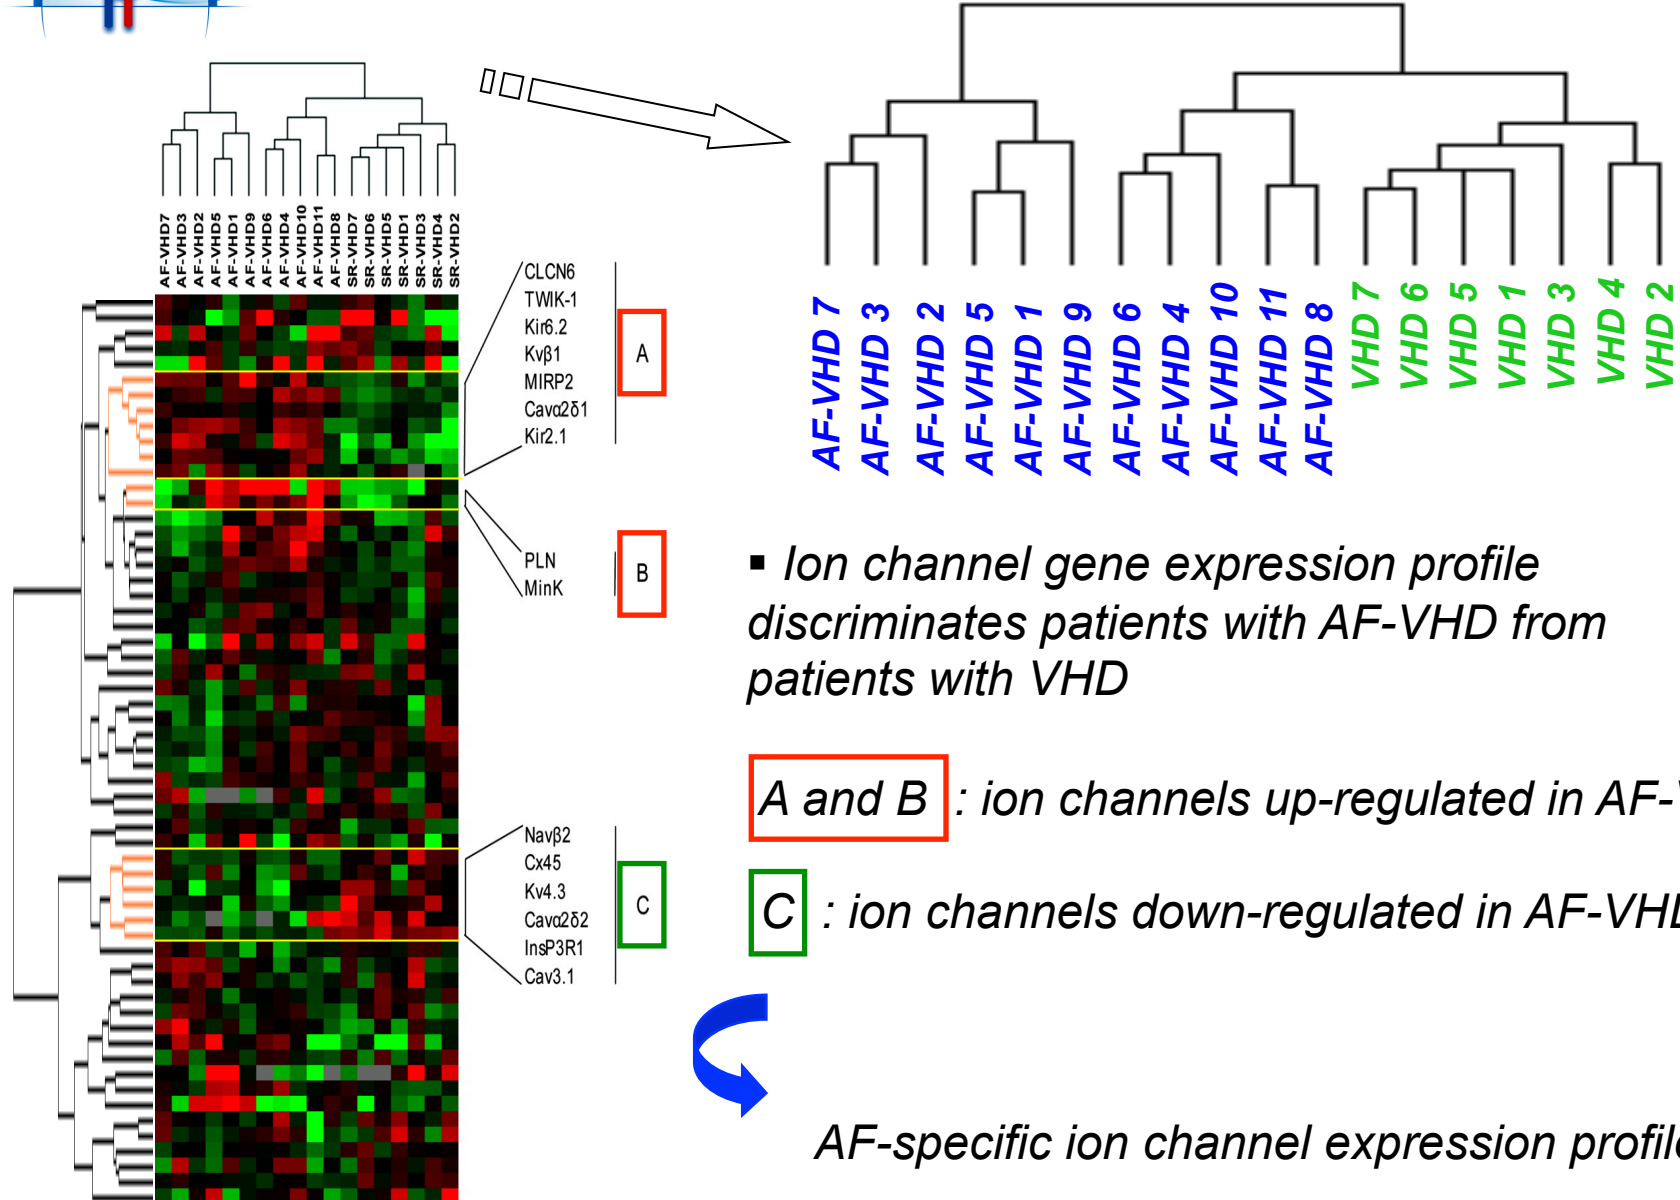 AF-VHD7
AF-VHD3
AF-VHD2
AF-VHD5
AF-VHD1
AF-VHD9
AF-VHD6
AF-VHD4
AF-VHD10
AF-VHD11
AF-VHD8
SR-VHD7
SR-VHD6
SR-VHD5
SR-VHD1
SR-VHD3
SR-VHD4
SR-VHD2
CLCN6
TWIK-1
Kir6.2
Kvβ1
MIRP2
Cavα2δ1
Kir2.1
A
PLN
MinK
B
Navβ2
Cx45
Kv4.3
Cavα2δ2
InsP3R1
Cav3.1
C
AF-VHD 7
AF-VHD 3
AF-VHD 2
AF-VHD 5
AF-VHD 1
AF-VHD 9
AF-VHD 6
AF-VHD 4
AF-VHD 10
AF-VHD 11
AF-VHD 8
VHD 7
VHD 6
VHD 5
VHD 1
VHD 3
VHD 4
VHD 2
▪ Ion channel gene expression profile
discriminates patients with AF-VHD from
patients with VHD
A and B : ion channels up-regulated in AF-
C : ion channels down-regulated in AF-VHD
AF-specific ion channel expression profile